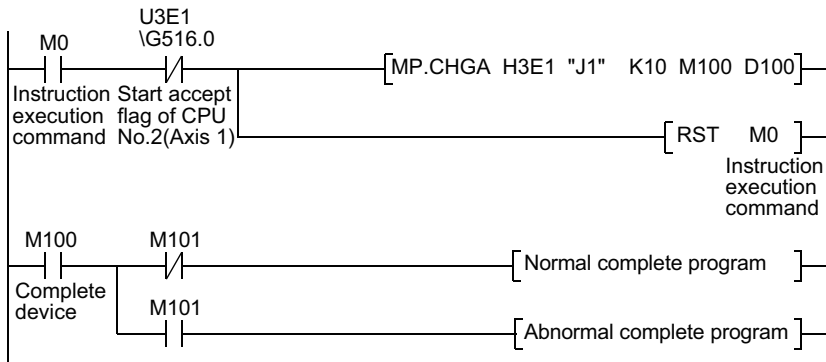 U3E1
\G516.0
M0
MP.CHGA H3E1 "J1" K10 M100 D100
Instruction execution command
Start accept flag of CPU No.2(Axis 1)
RST M0
Instruction execution command
M100
M101
Normal complete program
Complete device
M101
Abnormal complete program